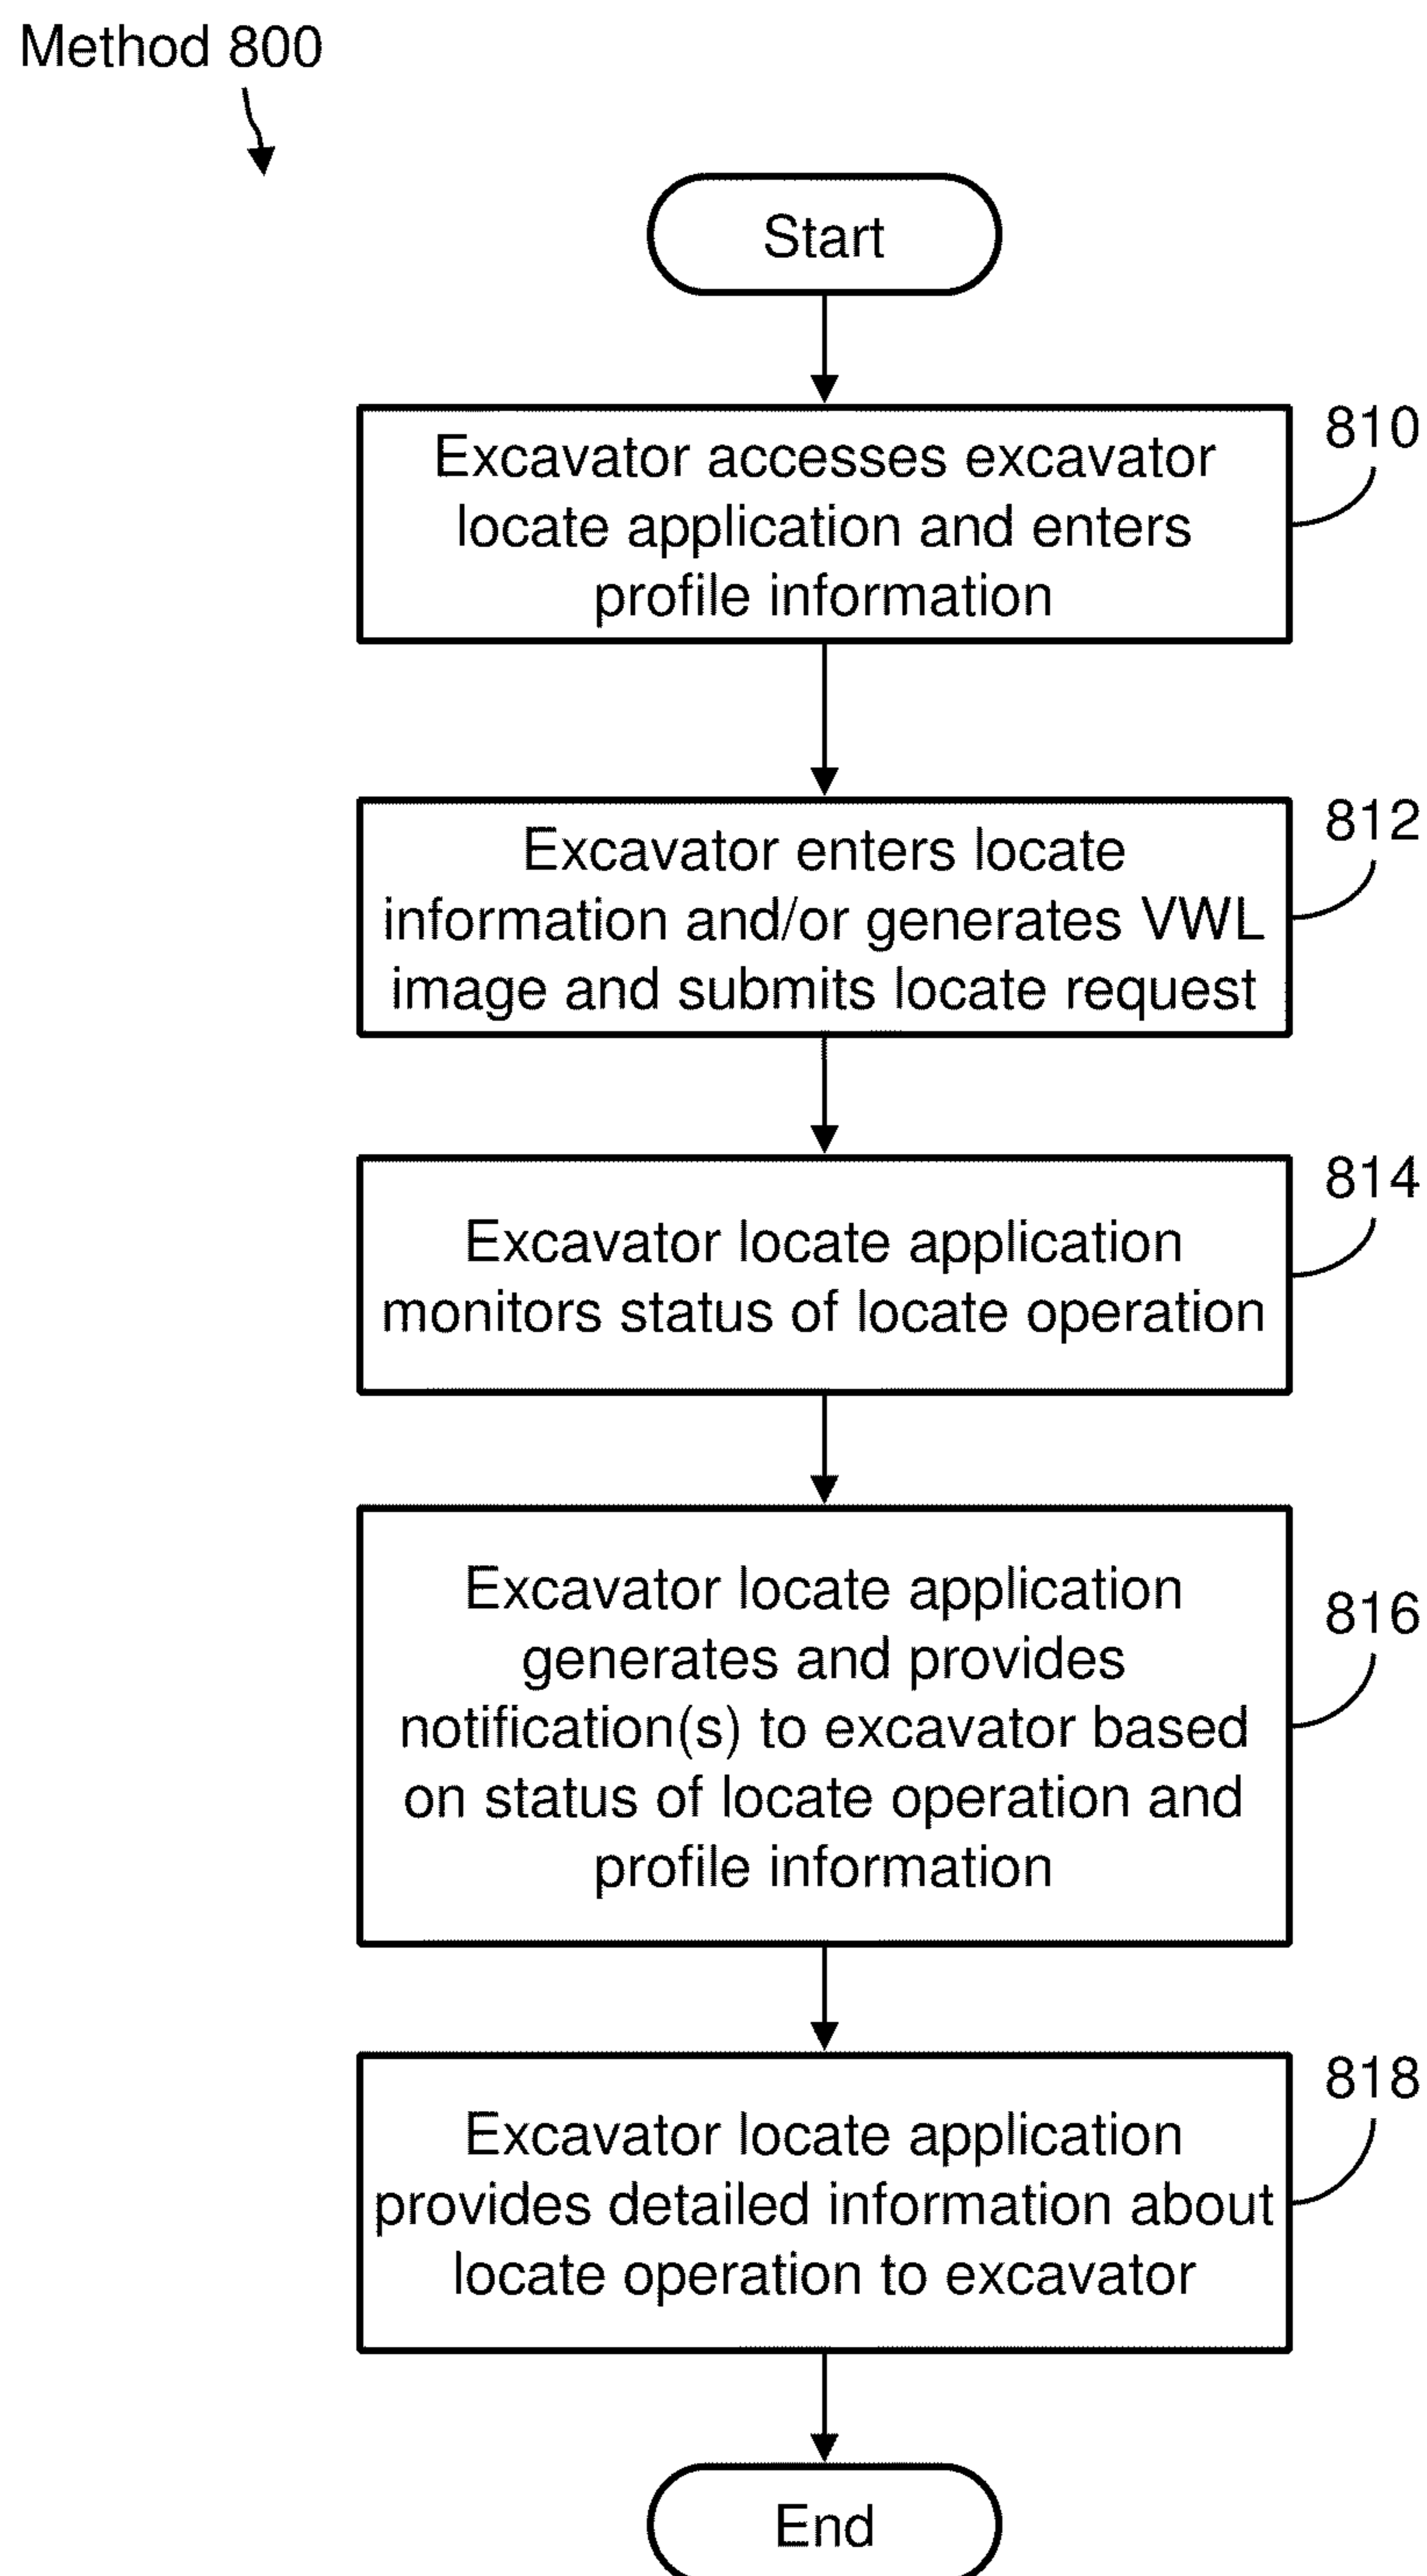 Method 800
Start
Excavator accesses excavator
locate application and enters
profile information
810
Excavator enters locate
information and/or generates VWL
image and submits locate request
812
Excavator locate application
monitors status of locate operation
814
Excavator locate application
generates and provides
notification(s) to excavator based
on status of locate operation and
profile information
816
Excavator locate application
provides detailed information about
locate operation to excavator
818
End